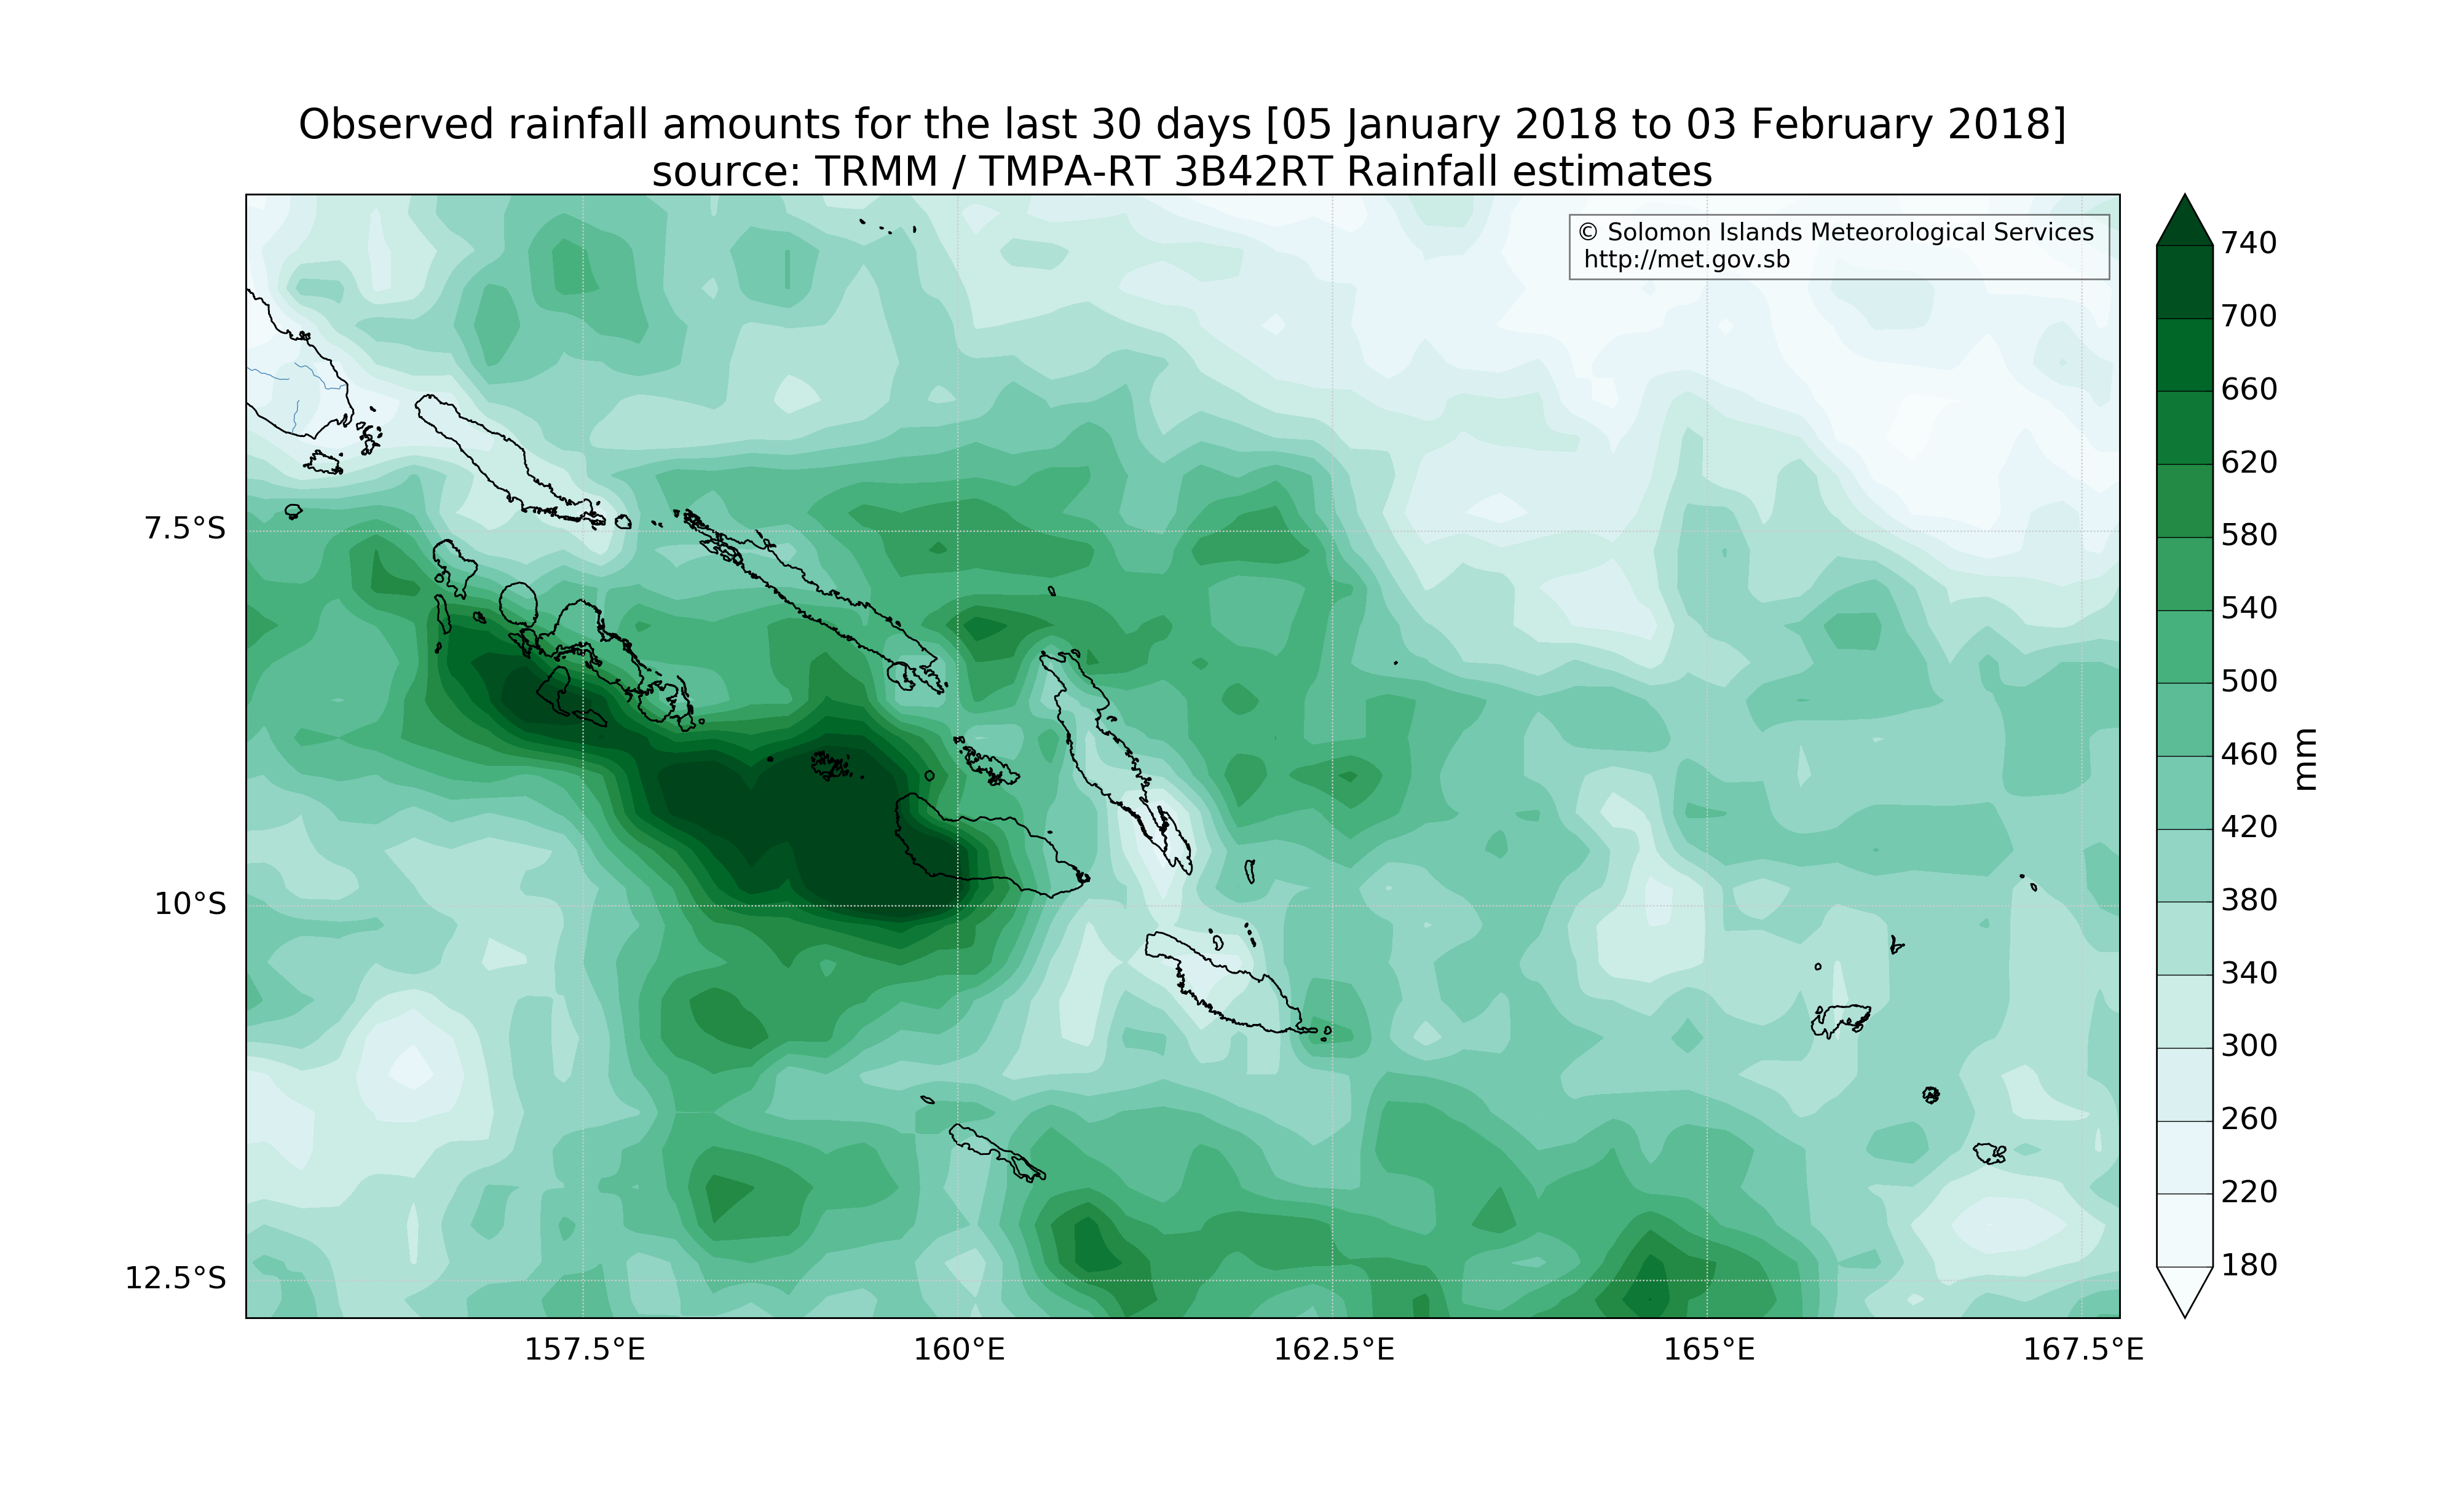 Observed rainfall amounts for the last 30 days [05 January 2018 to 03 February 2018]
source: TRMM / TMPA-RT 3B42RT Rainfall estimates
© Solomon Islands Meteorological Services
http://met.gov.sb
7.5°S
10°S
12.5°S
157.5°E
160°E
162.5°E
165°E
167.5°E
740
700
660
620
580
540
500
460
420
380
340
300
260
220
180
mm